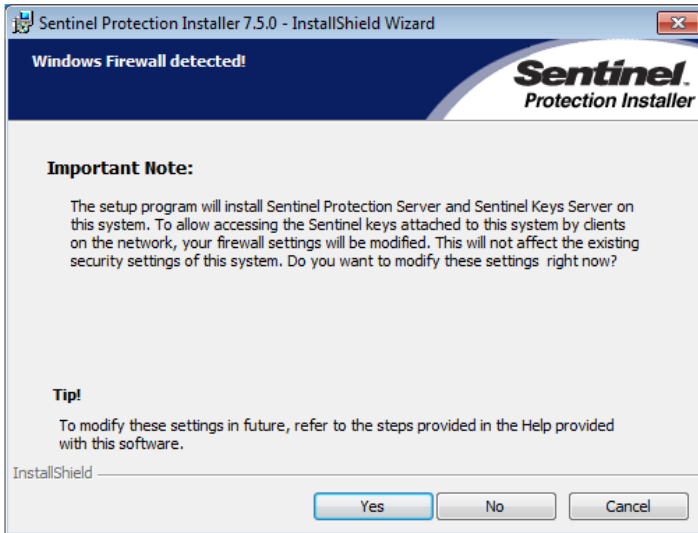 Sentinel Protection Installer 7.5.0 - InstallShield Wizard
Windows Firewall detected!
Sentinel.
Protection Installer
Important Note:
The setup program will install Sentinel Protection Server and Sentinel Keys Server on
this system. To allow accessing the Sentinel keys attached to this system by clients
on the network, your firewall settings will be modified. This will not affect the existing
security settings of this system. Do you want to modify these settings  right now?
Tip!
To modify these settings in future, refer to the steps provided in the Help provided
with this software.
InstallShield
Yes No Cancel